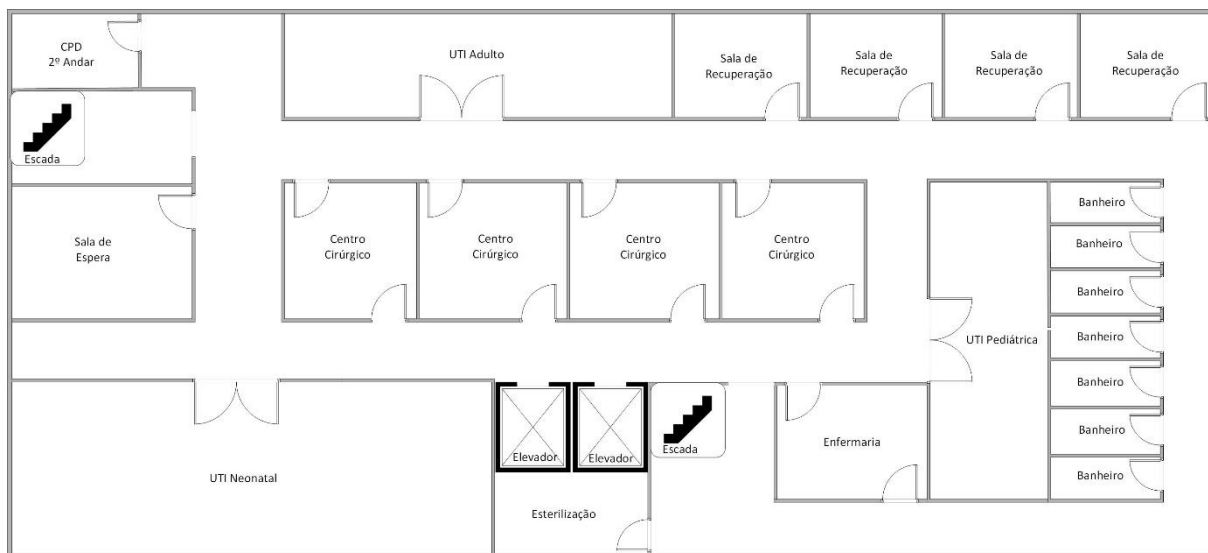 CPD
2º Andar
UTI Adulto
Sala de
Recuperação
Sala de
Recuperação
Sala de
Recuperação
Sala de
Recuperação
Escada
Sala de
Espera
Centro
Cirúrgico
Centro
Cirúrgico
Centro
Cirúrgico
Centro
Cirúrgico
UTI Pediátrica
Banheiro
Banheiro
Banheiro
Banheiro
Banheiro
Banheiro
Banheiro
UTI Neonatal
Elevador
Elevador
Escada
Enfermaria
Esterilização